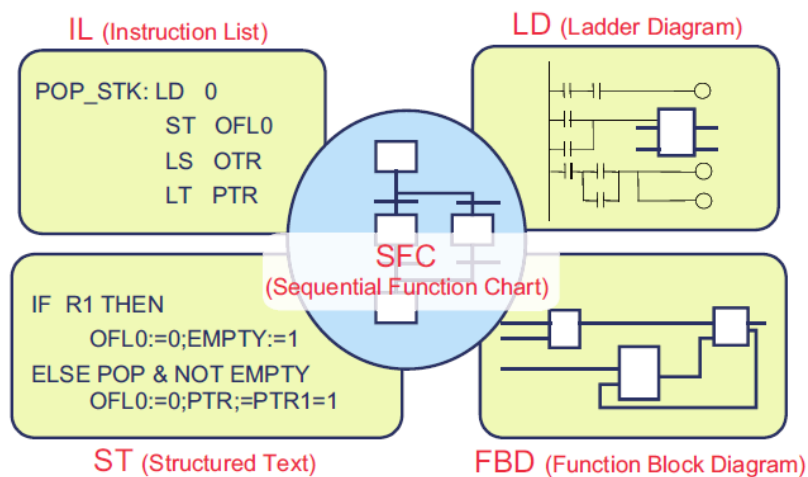 IL (Instruction List)
POP_STK: LD 0
ST OFL0
LS OTR
LT PTR
LD (Ladder Diagram)
SFC
(Sequential Function Chart)
IF R1 THEN
OFL0:=0;EMPTY:=1
ELSE POP & NOT EMPTY
OFL0:=0;PTR;=PTR1=1
ST (Structured Text)
FBD (Function Block Diagram)